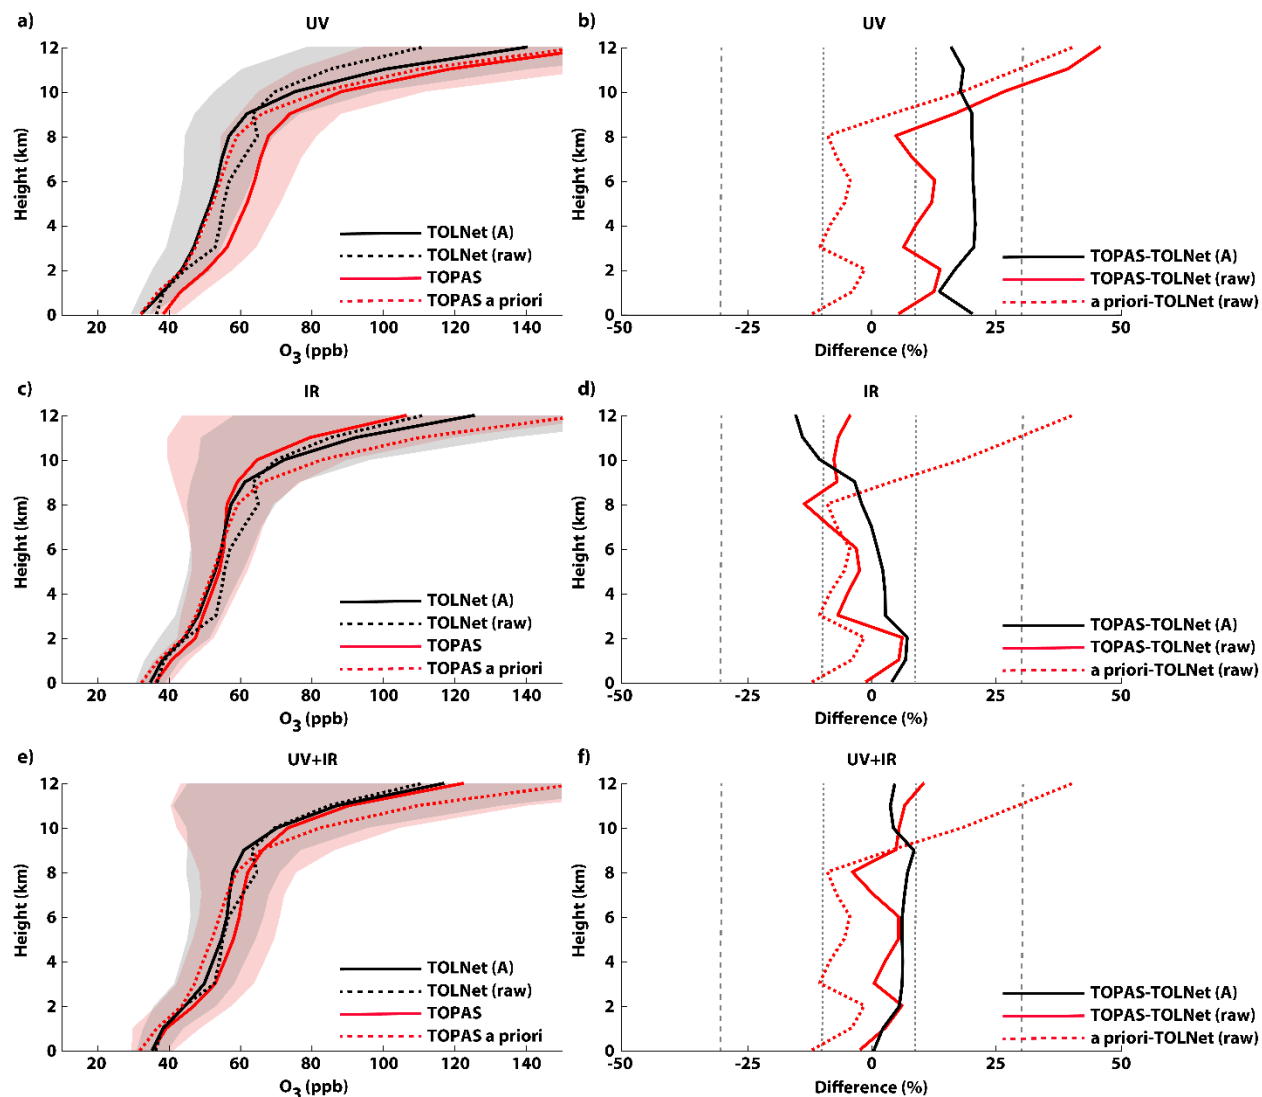 a)
UV
Height (km)
12
10
8
6
4
2
0
TOLNet (A)
TOLNet (raw)
TOPAS
TOPAS a priori
20
40
60
80
100
120
140
O3 (ppb)
b)
UV
Height (km)
12
10
8
6
4
2
0
TOPAS-TOLNet (A)
TOPAS-TOLNet (raw)
a priori-TOLNet (raw)
-50
-25
0
25
50
Difference (%)
c)
IR
Height (km)
12
10
8
6
4
2
0
TOLNet (A)
TOLNet (raw)
TOPAS
TOPAS a priori
20
40
60
80
100
120
140
O3 (ppb)
d)
IR
Height (km)
12
10
8
6
4
2
0
TOPAS-TOLNet (A)
TOPAS-TOLNet (raw)
a priori-TOLNet (raw)
-50
-25
0
25
50
Difference (%)
e)
UV+IR
Height (km)
12
10
8
6
4
2
0
TOLNet (A)
TOLNet (raw)
TOPAS
TOPAS a priori
20
40
60
80
100
120
140
O3 (ppb)
f)
UV+IR
Height (km)
12
10
8
6
4
2
0
TOPAS-TOLNet (A)
TOPAS-TOLNet (raw)
a priori-TOLNet (raw)
-50
-25
0
25
50
Difference (%)